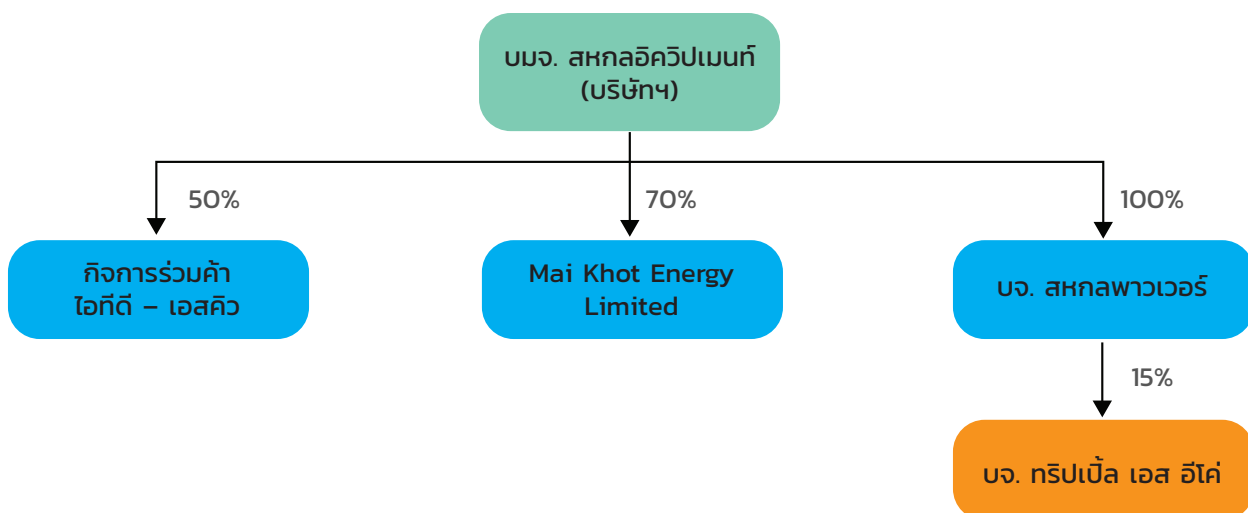 บมจ. สหกลอิควิปเมนท์
(บริษัทฯ)
50%
70%
100%
กิจการร่วมค้า
ไอทีดี – เอสคิว
Mai Khot Energy
Limited
บจ. สหกลพาวเวอร์
15%
บจ. ทริปเปิ้ล เอส อีโค่